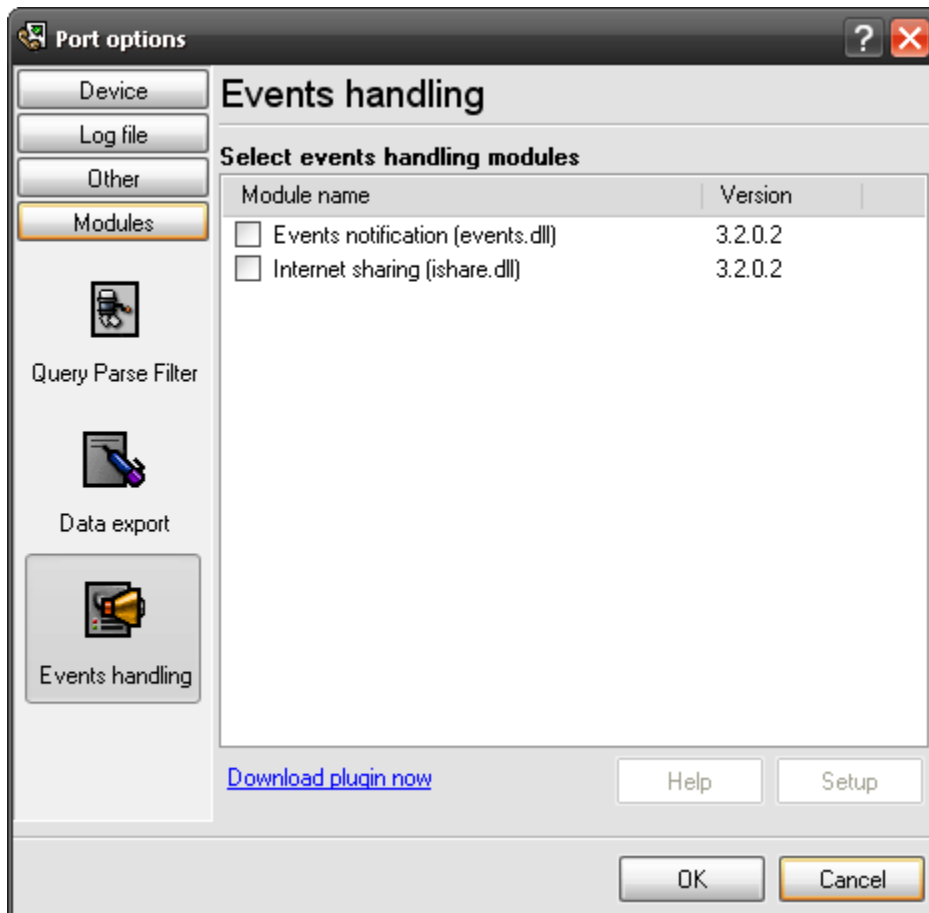 Port options
?
Device
Log file
Other
Modules
Query Parse Filter
Data export
Events handling
Events handling
Select events handling modules
Module name Version
Events notification (events.dll) 3.2.0.2
Internet sharing (ishare.dll) 3.2.0.2
Download plugin now Help Setup
OK Cancel